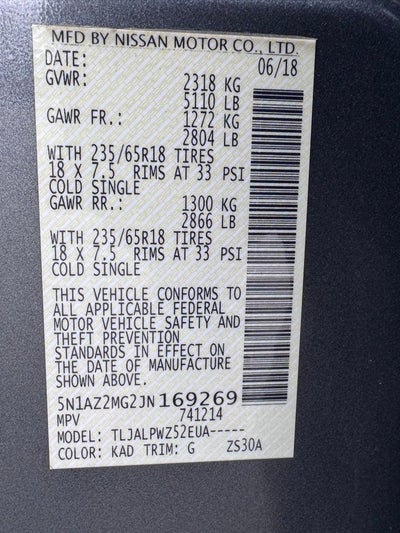 MFD BY NISSAN MOTOR CO., LTD.
DATE: 06/18
GVWR: 2318 KG
5110 LB
GAWR FR.: 1272 KG
2804 LB
WITH 235/65R18 TIRES
18 X 7.5 RIMS AT 33 PSI
COLD SINGLE
GAWR RR.: 1300 KG
2866 LB
WITH 235/65R18 TIRES
18 X 7.5 RIMS AT 33 PSI
COLD SINGLE
THIS VEHICLE CONFORMS TO
ALL APPLICABLE FEDERAL
MOTOR VEHICLE SAFETY AND
THEFT PREVENTION
STANDARDS IN EFFECT ON
THE DATE OF MANUFACTURE
SHOWN ABOVE.
5N1AZ2MG2JN169269
MPV 741214
MODEL: TLJALPWZ52EUA-----
COLOR: KAD TRIM: G ZS30A